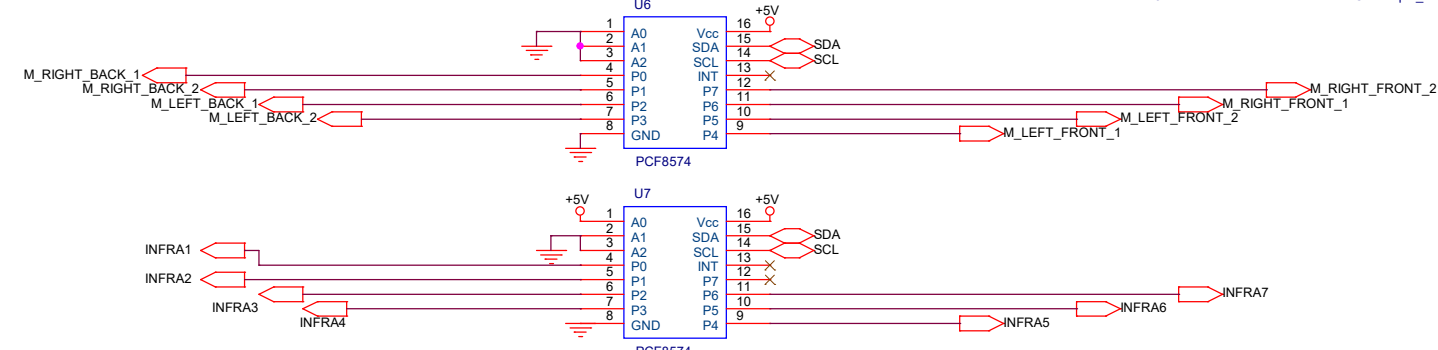 U6
+5V
1 A0 Vcc 16
2 A1 SDA 15 SDA
3 A2 SCL 14 SCL
M_RIGHT_BACK_1 4 P0 INT 13
M_RIGHT_BACK_2 5 P1 P7 12 M_RIGHT_FRONT_2
M_LEFT_BACK_1 6 P2 P6 11 M_RIGHT_FRONT_1
M_LEFT_BACK_2 7 P3 P5 10 M_LEFT_FRONT_2
8 GND P4 9 M_LEFT_FRONT_1
PCF8574
U7
+5V +5V
1 A0 Vcc 16
2 A1 SDA 15 SDA
3 A2 SCL 14 SCL
INFRA1 4 P0 INT 13
INFRA2 5 P1 P7 12
INFRA3 6 P2 P6 11 INFRA7
INFRA4 7 P3 P5 10 INFRA6
8 GND P4 9 INFRA5
PCF8574